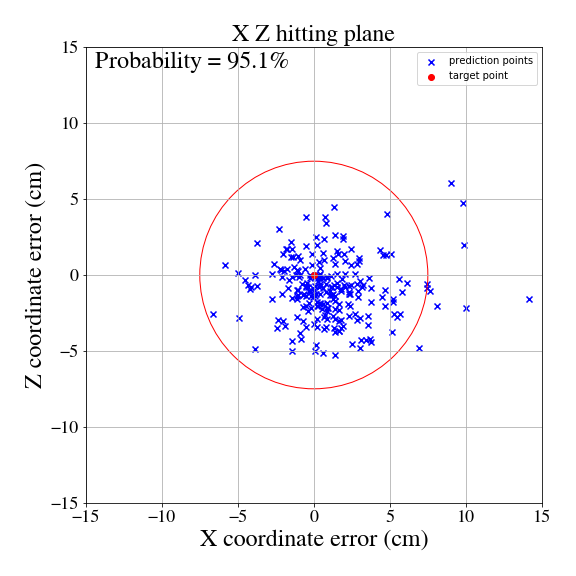 X Z hitting plane
Probability = 95.1%
prediction points
target point
15
10
5
0
−5
−10
−15
Z coordinate error (cm)
−15 −10 −5 0 5 10 15
X coordinate error (cm)